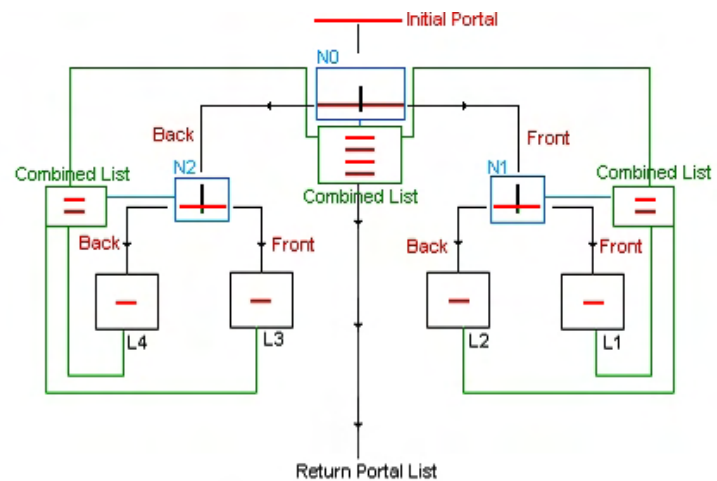 Initial Portal
N0
Back
Front
Combined List
N2
N1
Combined List
Combined List
Back
Front
Back
Front
L4
L3
L2
L1
Return Portal List